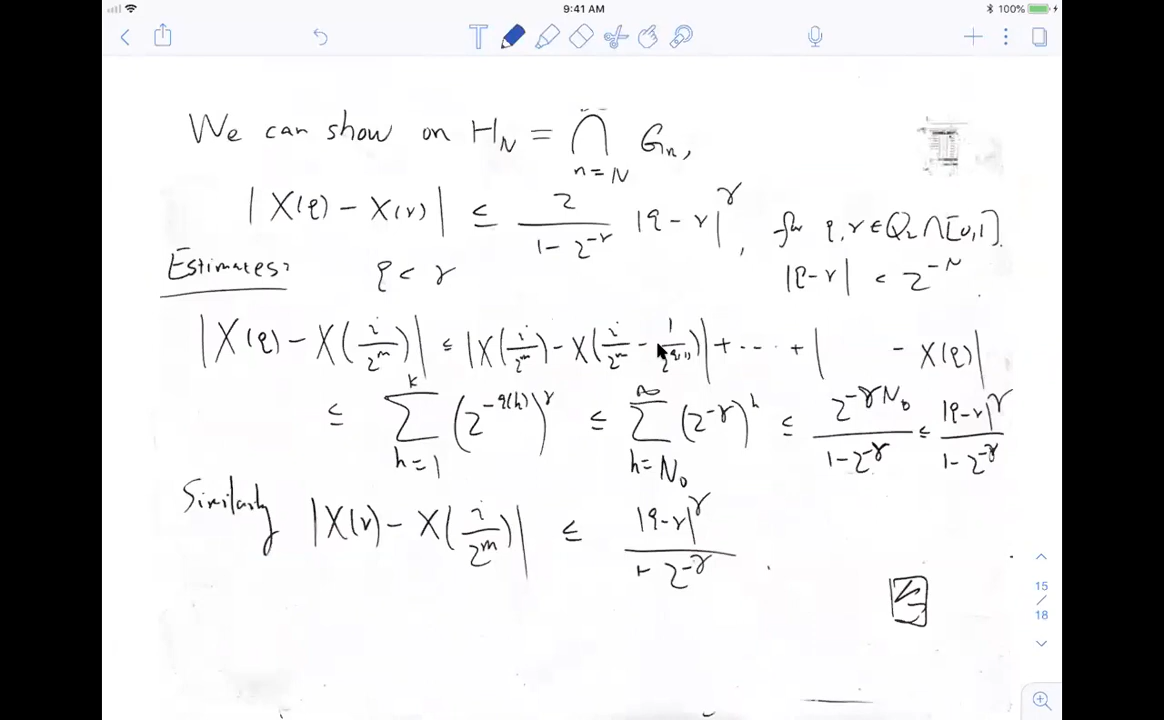 9:41 AM
100%
We can show on H_N = ⋂_{n=N} G_n,
|X(q) − X(r)| ≤ 2 / (1 − 2^{-γ}) |q − r|^γ, for q, r ∈ Q_2 ∩ [0,1].
|q − r| < 2^{-N}
Estimates: q < r
|X(q) − X(i/2^m)| ≤ |X(i/2^m) − X(i/2^m − 1/2^{q(1)})| + ⋯ + | − X(q)|
≤ ∑_{h=1}^{k} (2^{-q(h)})^γ ≤ ∑_{h=N_0}^{∞} (2^{-γ})^h ≤ 2^{-γN_0} / (1 − 2^{-γ}) ≤ |q − r|^γ / (1 − 2^{-γ})
Similarly |X(r) − X(i/2^m)| ≤ |q − r|^γ / (1 − 2^{-γ})
15
/
18